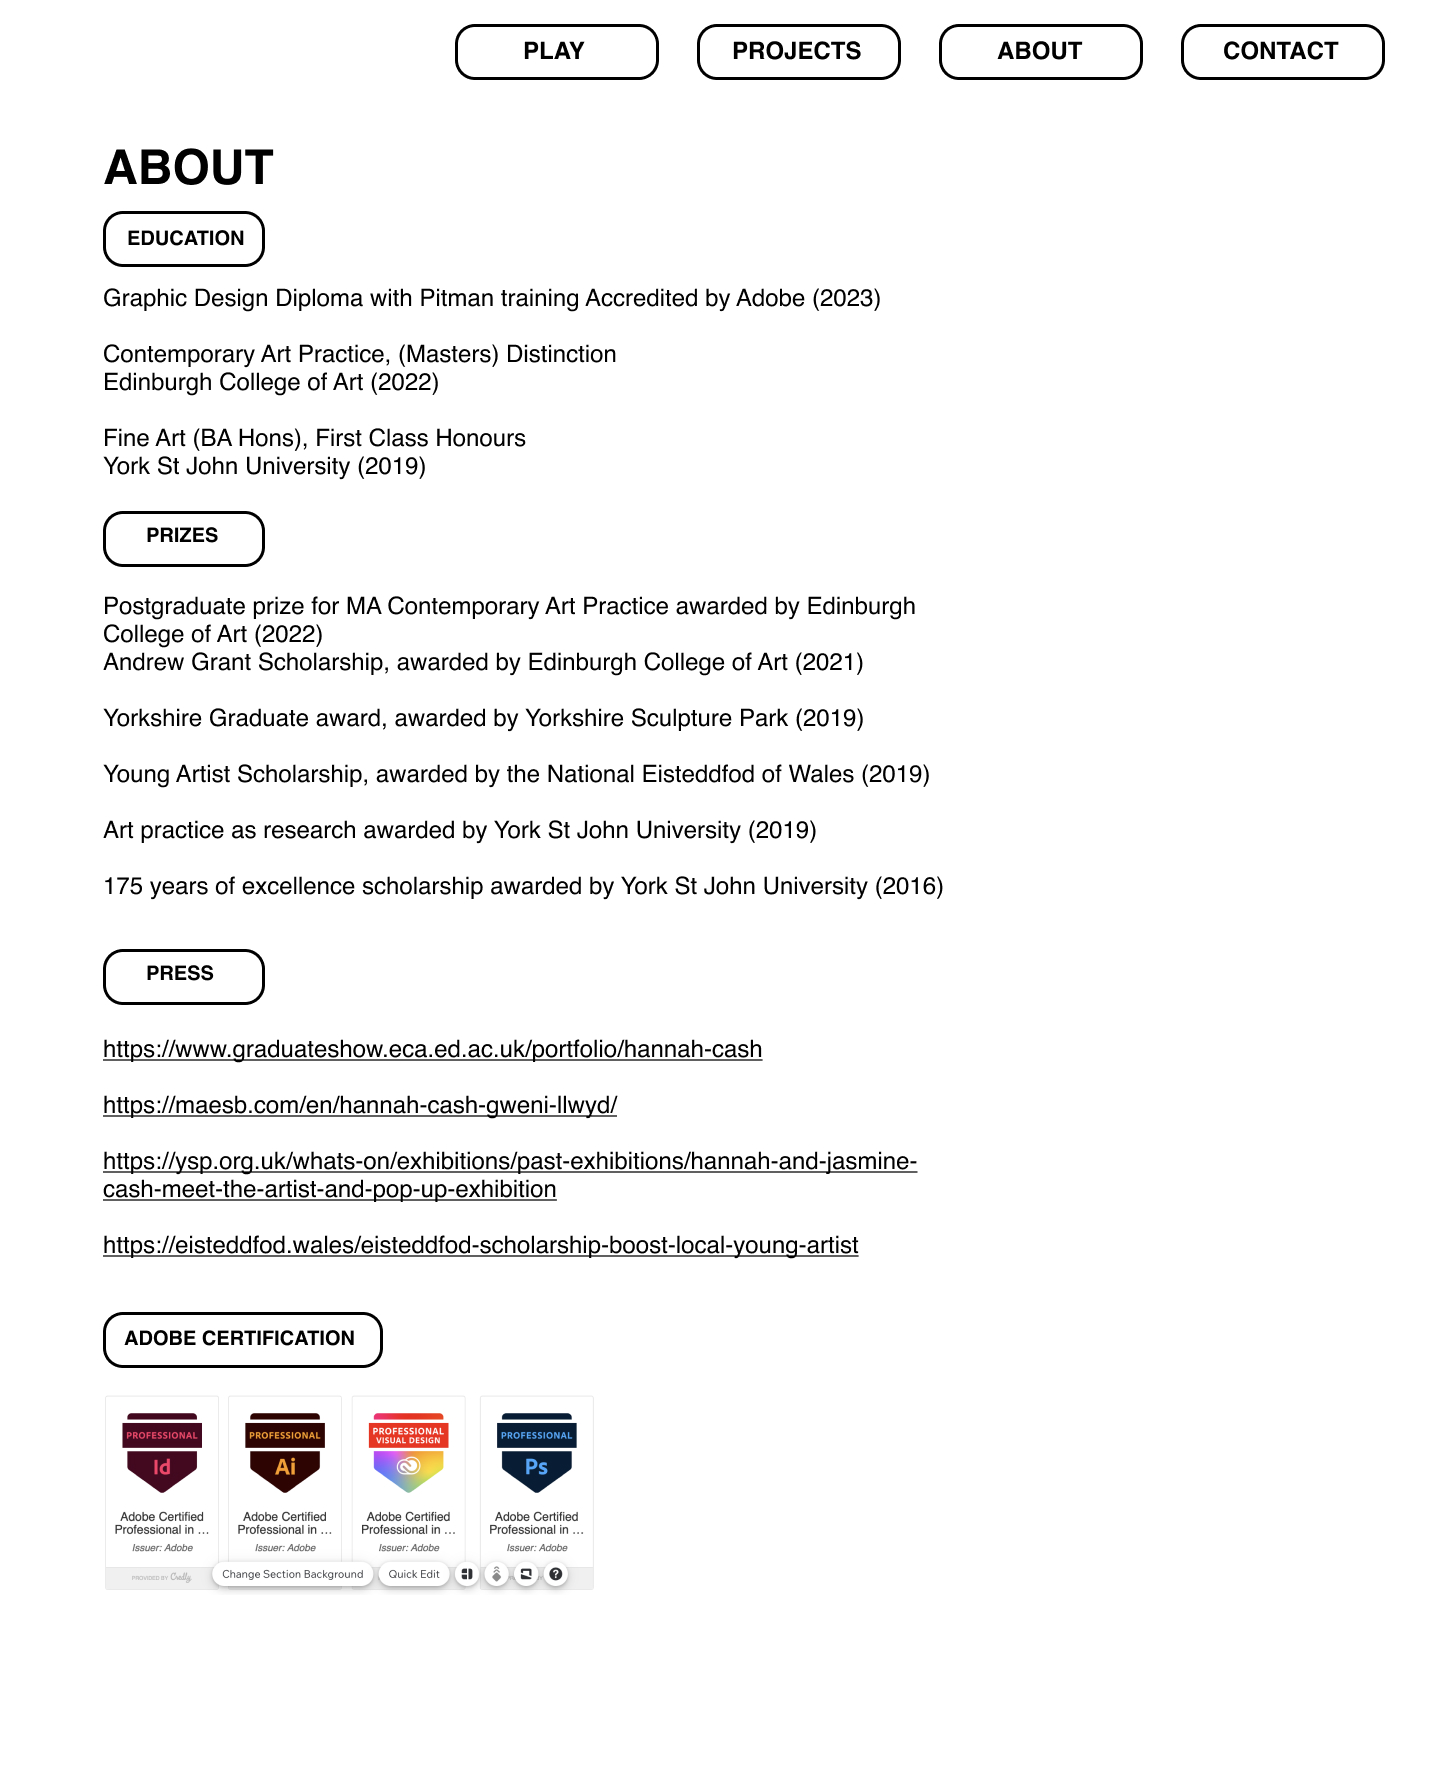 PLAY
PROJECTS
ABOUT
CONTACT
ABOUT
EDUCATION
Graphic Design Diploma with Pitman training Accredited by Adobe (2023)
Contemporary Art Practice, (Masters) Distinction
Edinburgh College of Art (2022)
Fine Art (BA Hons), First Class Honours
York St John University (2019)
PRIZES
Postgraduate prize for MA Contemporary Art Practice awarded by Edinburgh
College of Art (2022)
Andrew Grant Scholarship, awarded by Edinburgh College of Art (2021)
Yorkshire Graduate award, awarded by Yorkshire Sculpture Park (2019)
Young Artist Scholarship, awarded by the National Eisteddfod of Wales (2019)
Art practice as research awarded by York St John University (2019)
175 years of excellence scholarship awarded by York St John University (2016)
PRESS
https://www.graduateshow.eca.ed.ac.uk/portfolio/hannah-cash
https://maesb.com/en/hannah-cash-gweni-llwyd/
https://ysp.org.uk/whats-on/exhibitions/past-exhibitions/hannah-and-jasmine-
cash-meet-the-artist-and-pop-up-exhibition
https://eisteddfod.wales/eisteddfod-scholarship-boost-local-young-artist
ADOBE CERTIFICATION
PROFESSIONAL
Id
Adobe Certified
Professional in ...
Issuer: Adobe
PROVIDED BY Credly
PROFESSIONAL
Ai
Adobe Certified
Professional in ...
Issuer: Adobe
PROFESSIONAL
VISUAL DESIGN
Adobe Certified
Professional in ...
Issuer: Adobe
PROFESSIONAL
Ps
Adobe Certified
Professional in ...
Issuer: Adobe
Change Section Background
Quick Edit
?